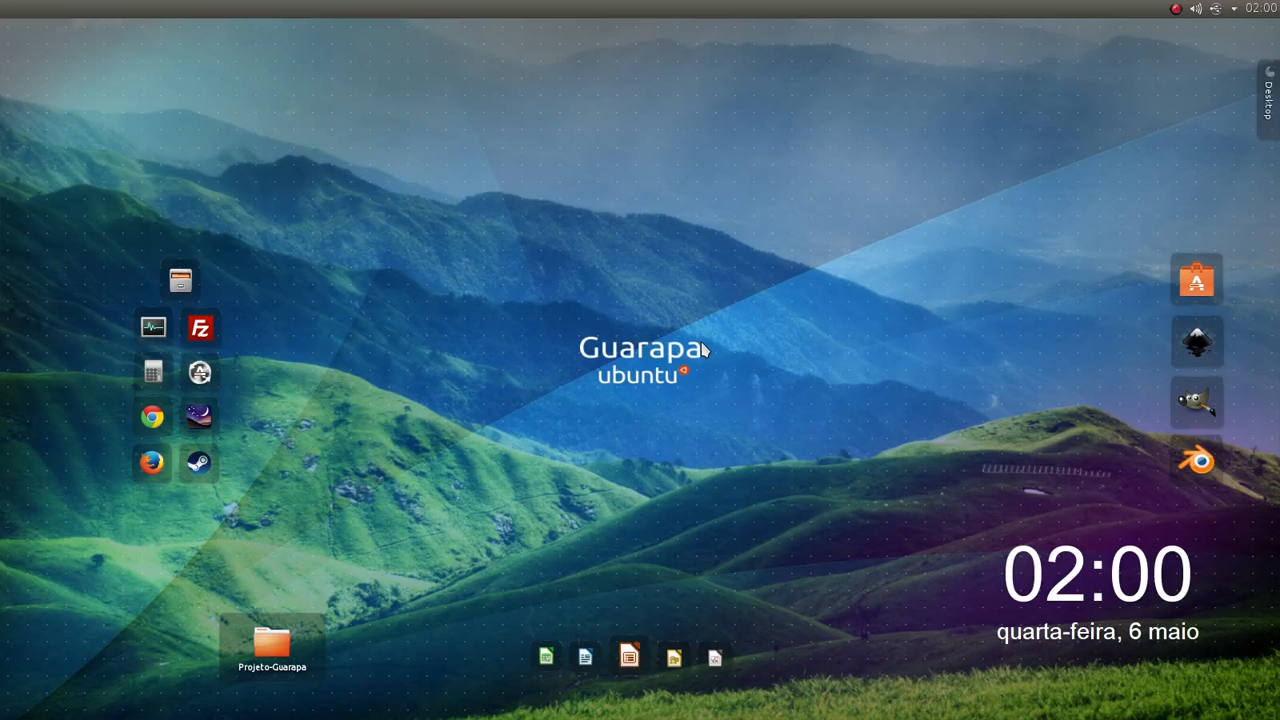 02:00
Desktop
Guarapa
ubuntu
02:00
quarta-feira, 6 maio
Projeto-Guarapa